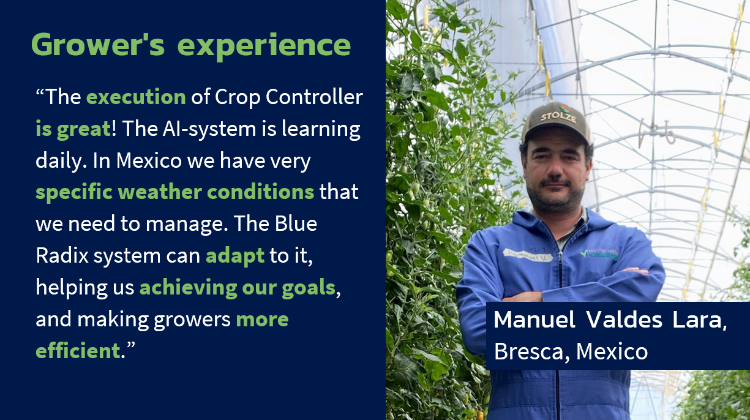 Grower's experience
“The execution of Crop Controller
is great! The AI-system is learning
daily. In Mexico we have very
specific weather conditions that
we need to manage. The Blue
Radix system can adapt to it,
helping us achieving our goals,
and making growers more
efficient.”
STOLZE
Manuel Valdes Lara,
Bresca, Mexico